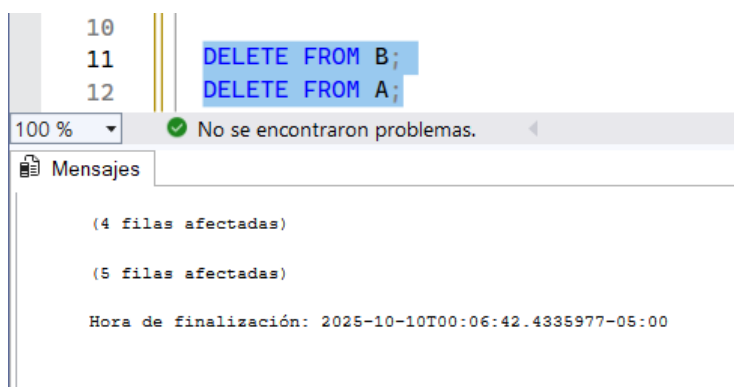 10
11 DELETE FROM B;
12 DELETE FROM A;
100 % No se encontraron problemas.
Mensajes
(4 filas afectadas)
(5 filas afectadas)
Hora de finalización: 2025-10-10T00:06:42.4335977-05:00